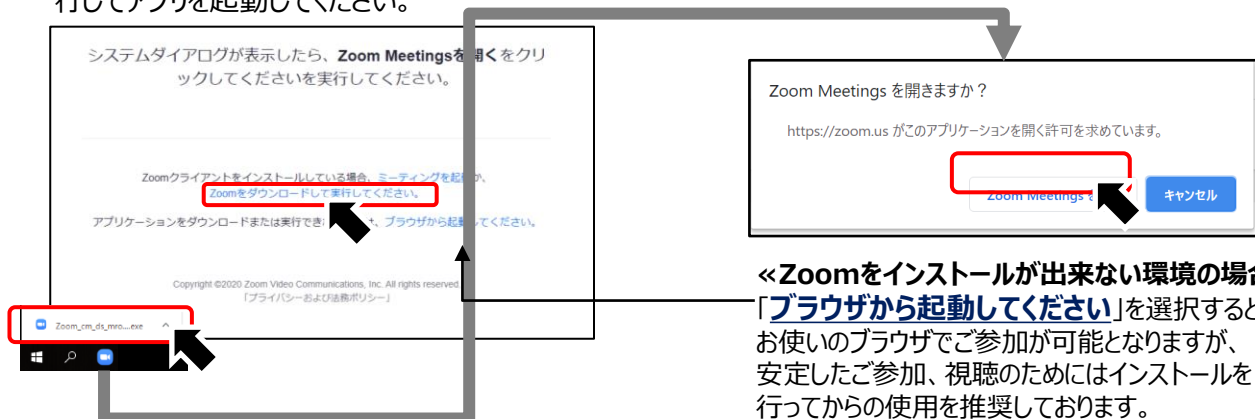 行してアプリを起動してください。
システムダイアログが表示したら、Zoom Meetingsを開くをクリ
ックしてくださいを実行してください。
Zoomクライアントをインストールしている場合、ミーティングを起
Zoomをダウンロードして実行してください。
アプリケーションをダウンロードまたは実行でき ブラウザから起動してください。
Copyright ©2020 Zoom Video Communications, Inc. All rights reserved.
「プライバシーおよび法務ポリシー」
Zoom_cm_ds_mro....exe
Zoom Meetings を開きますか？
https://zoom.us がこのアプリケーションを開く許可を求めています。
Zoom Meetings
キャンセル
≪Zoomをインストールが出来ない環境の場合
「ブラウザから起動してください」を選択すると
お使いのブラウザでご参加が可能となりますが、
安定したご参加、視聴のためにはインストールを
行ってからの使用を推奨しております。